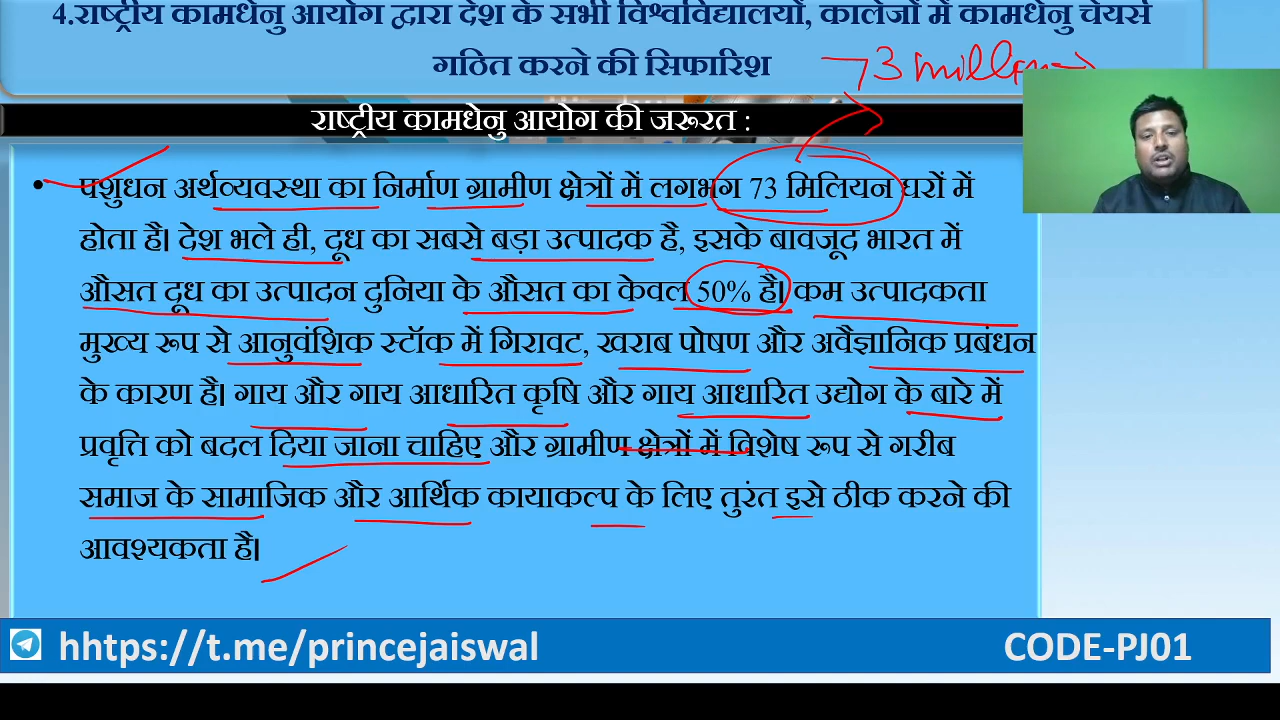 4.राष्ट्रीय कामधेनु आयोग द्वारा देश के सभी विश्वविद्यालयों, कालेजों में कामधेनु चेयर्स
गठित करने की सिफारिश
73 million
राष्ट्रीय कामधेनु आयोग की जरूरत :
• पशुधन अर्थव्यवस्था का निर्माण ग्रामीण क्षेत्रों में लगभग 73 मिलियन घरों में
होता है। देश भले ही, दूध का सबसे बड़ा उत्पादक है, इसके बावजूद भारत में
औसत दूध का उत्पादन दुनिया के औसत का केवल 50% है। कम उत्पादकता
मुख्य रूप से आनुवंशिक स्टॉक में गिरावट, खराब पोषण और अवैज्ञानिक प्रबंधन
के कारण है। गाय और गाय आधारित कृषि और गाय आधारित उद्योग के बारे में
प्रवृत्ति को बदल दिया जाना चाहिए और ग्रामीण क्षेत्रों में विशेष रूप से गरीब
समाज के सामाजिक और आर्थिक कायाकल्प के लिए तुरंत इसे ठीक करने की
आवश्यकता है।
hhtps://t.me/princejaiswal
CODE-PJ01